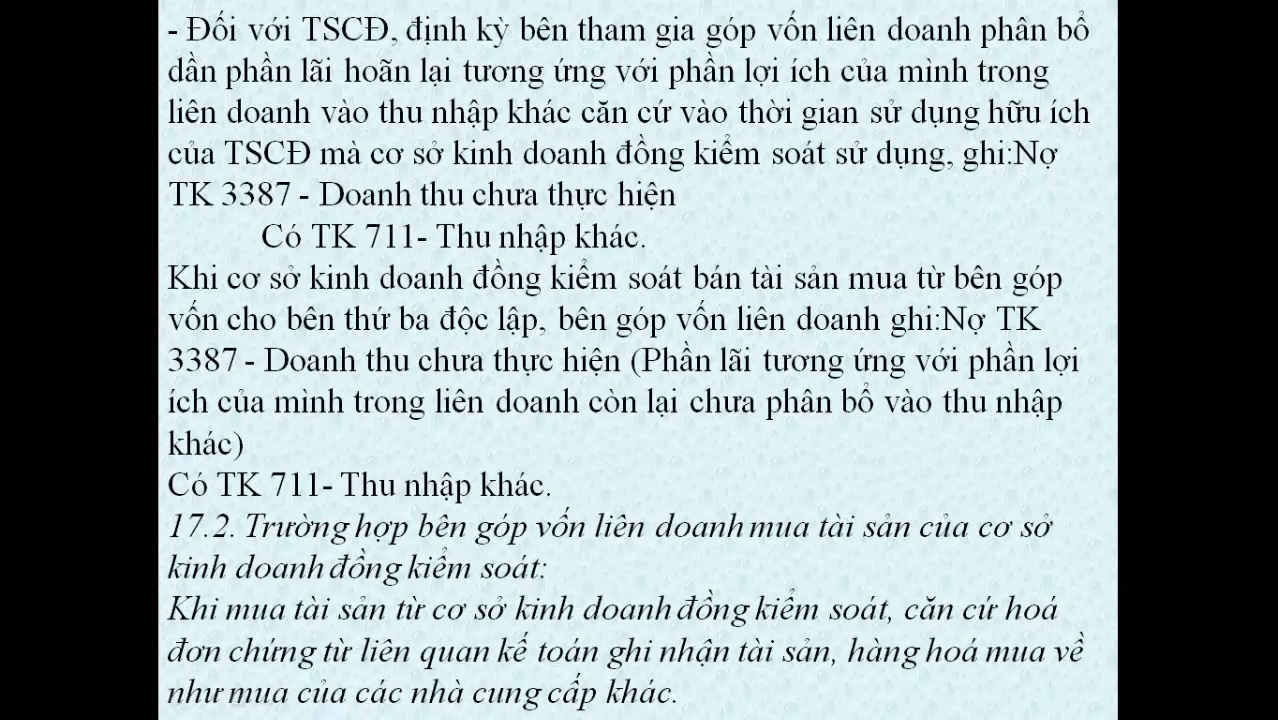 - Đối với TSCĐ, định kỳ bên tham gia góp vốn liên doanh phân bổ
dần phần lãi hoãn lại tương ứng với phần lợi ích của mình trong
liên doanh vào thu nhập khác căn cứ vào thời gian sử dụng hữu ích
của TSCĐ mà cơ sở kinh doanh đồng kiểm soát sử dụng, ghi:Nợ
TK 3387 - Doanh thu chưa thực hiện
Có TK 711- Thu nhập khác.
Khi cơ sở kinh doanh đồng kiểm soát bán tài sản mua từ bên góp
vốn cho bên thứ ba độc lập, bên góp vốn liên doanh ghi:Nợ TK
3387 - Doanh thu chưa thực hiện (Phần lãi tương ứng với phần lợi
ích của mình trong liên doanh còn lại chưa phân bổ vào thu nhập
khác)
Có TK 711- Thu nhập khác.
17.2. Trường hợp bên góp vốn liên doanh mua tài sản của cơ sở
kinh doanh đồng kiểm soát:
Khi mua tài sản từ cơ sở kinh doanh đồng kiểm soát, căn cứ hoá
đơn chứng từ liên quan kế toán ghi nhận tài sản, hàng hoá mua về
như mua của các nhà cung cấp khác.